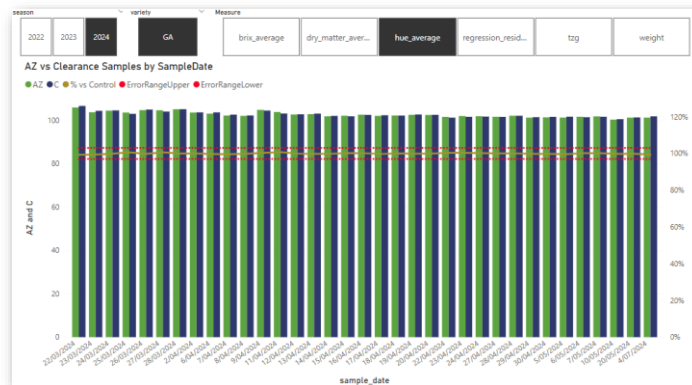 season variety Measure
2022 2023 2024 GA brix_average dry_matter_aver... hue_average regression_resid... tzg weight
AZ vs Clearance Samples by SampleDate
AZ C % vs Control ErrorRangeUpper ErrorRangeLower
100
80
60
40
20
0
AZ and C
120%
100%
80%
60%
40%
20%
0%
22/03/2024 23/03/2024 24/03/2024 25/03/2024 26/03/2024 27/03/2024 28/03/2024 2/04/2024 6/04/2024 7/04/2024 8/04/2024 9/04/2024 11/04/2024 12/04/2024 13/04/2024 14/04/2024 15/04/2024 16/04/2024 17/04/2024 18/04/2024 19/04/2024 20/04/2024 22/04/2024 23/04/2024 24/04/2024 27/04/2024 28/04/2024 29/04/2024 30/04/2024 5/05/2024 6/05/2024 7/05/2024 10/05/2024 20/05/2024 4/07/2024
sample_date